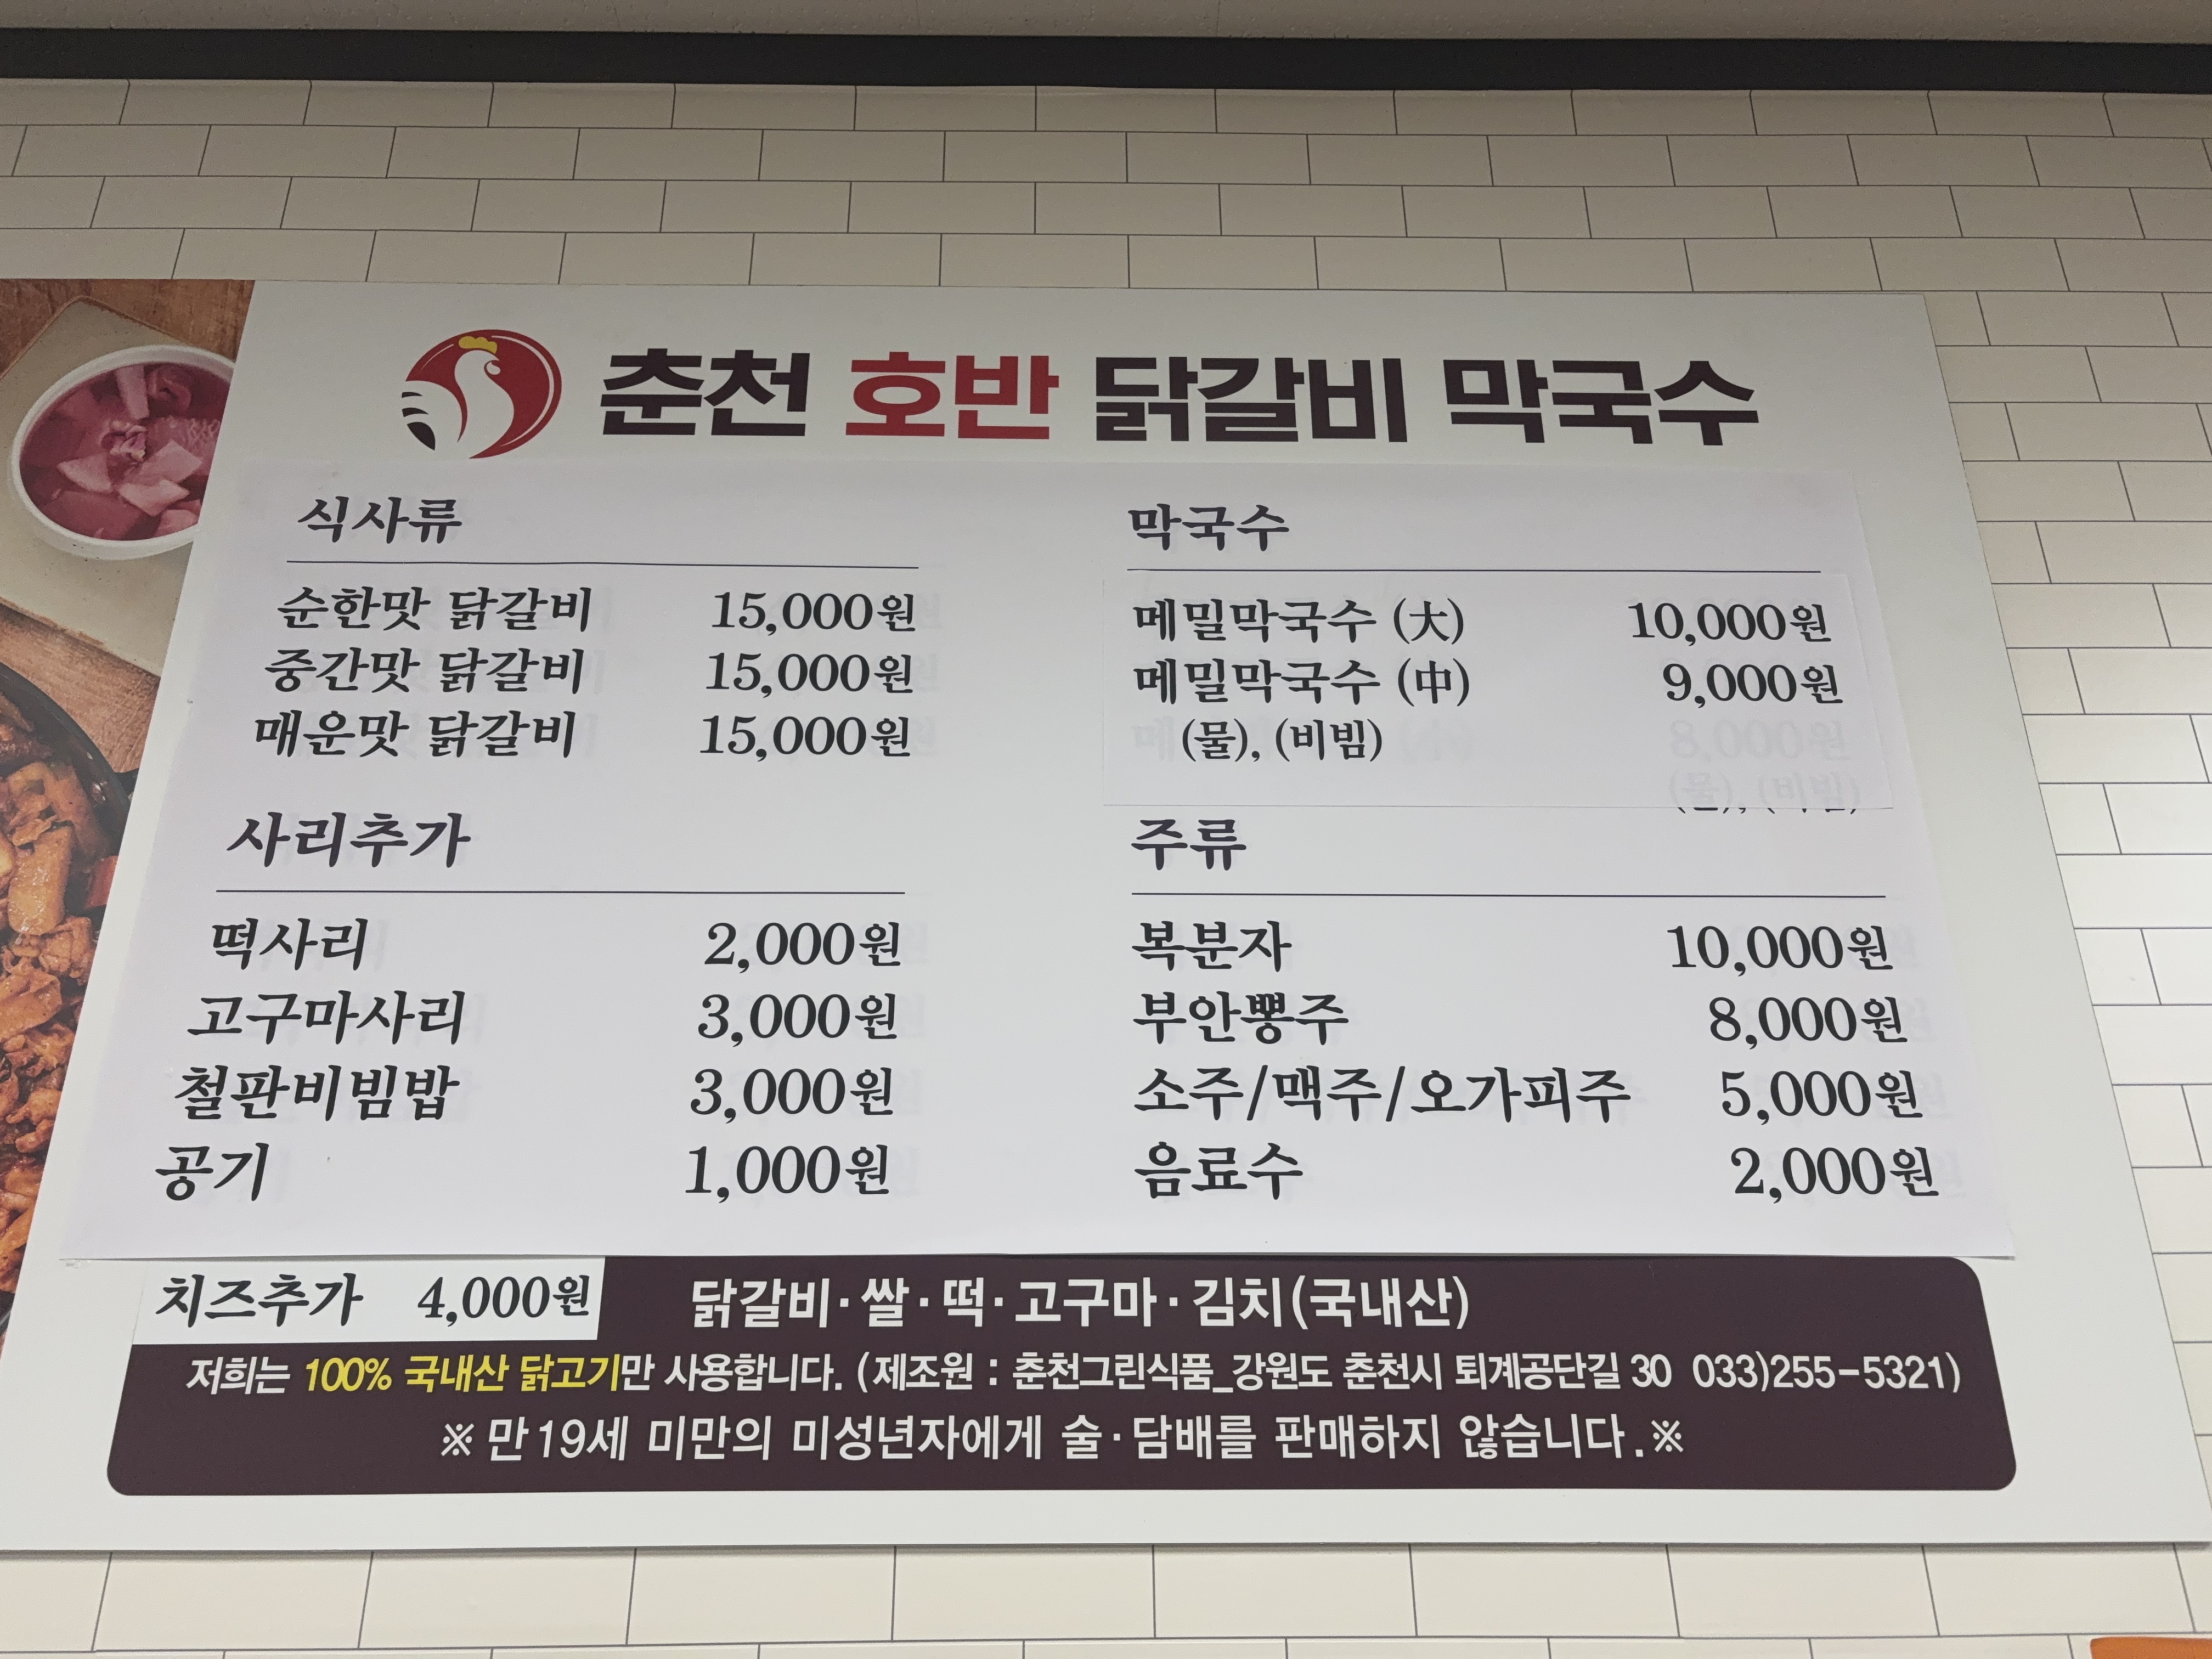 춘천 호반 닭갈비 막국수
식사류
순한맛 닭갈비 15,000원
중간맛 닭갈비 15,000원
매운맛 닭갈비 15,000원
사리추가
떡사리 2,000원
고구마사리 3,000원
철판비빔밥 3,000원
공기 1,000원
치즈추가 4,000원
막국수
메밀막국수 (大) 10,000원
메밀막국수 (中) 9,000원
(물), (비빔)
주류
복분자 10,000원
부안뽕주 8,000원
소주/맥주/오가피주 5,000원
음료수 2,000원
닭갈비·쌀·떡·고구마·김치(국내산)
저희는 100% 국내산 닭고기만 사용합니다. (제조원 : 춘천그린식품_강원도 춘천시 퇴계공단길 30 033)255-5321)
※ 만19세 미만의 미성년자에게 술·담배를 판매하지 않습니다.※